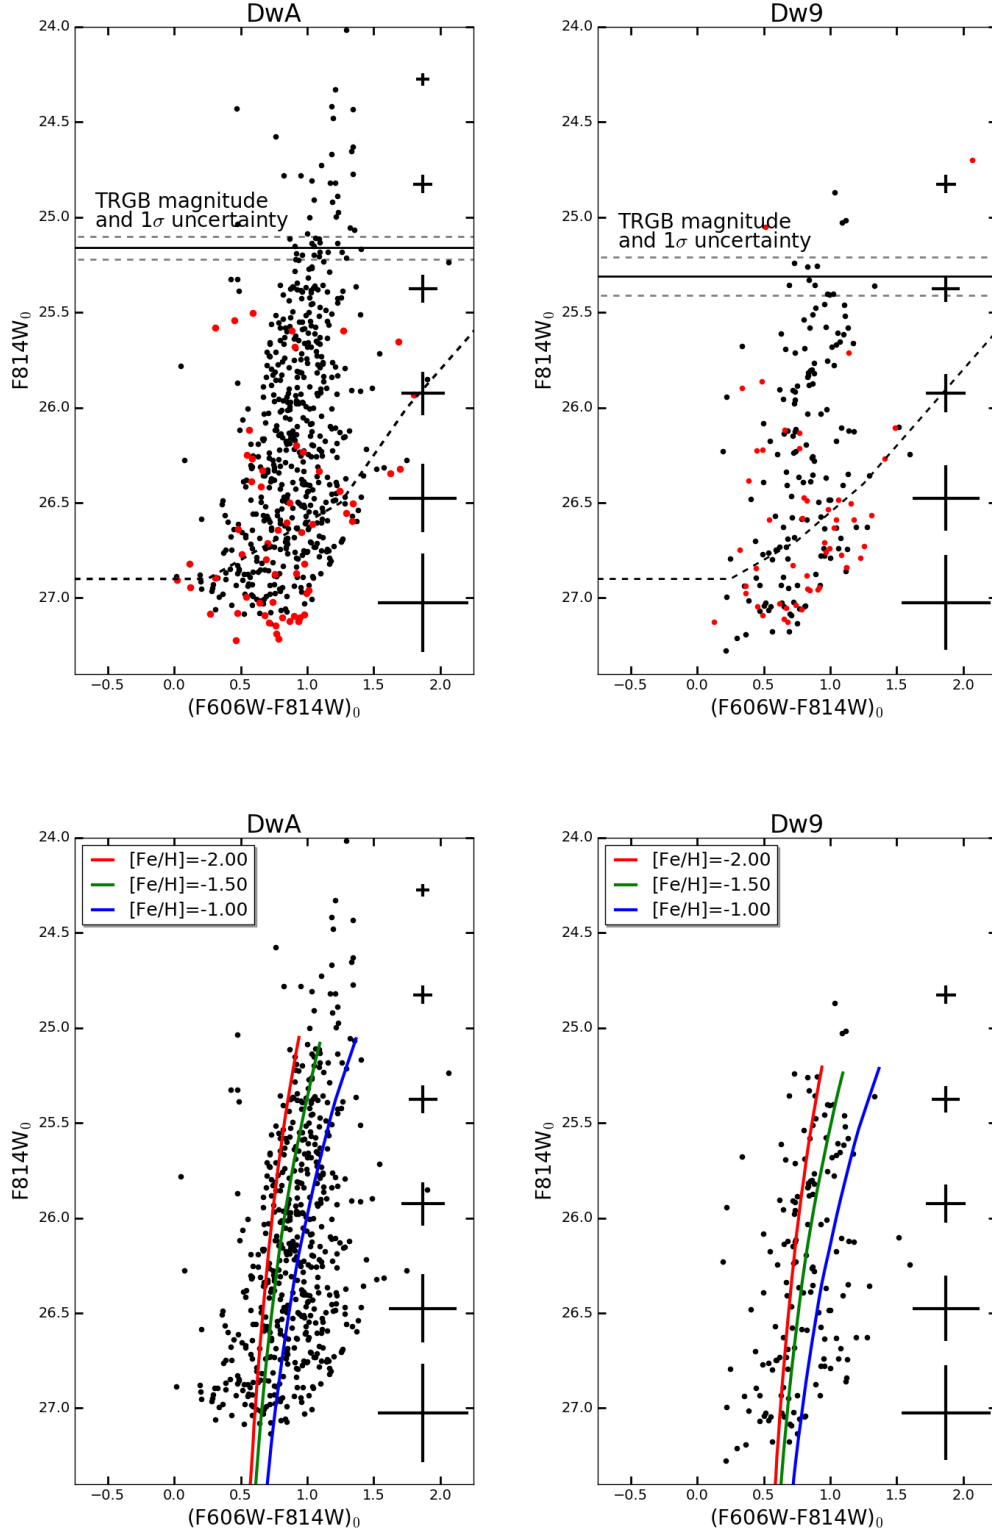 DwA
24.0
24.5
25.0
25.5
26.0
26.5
27.0
TRGB magnitude
and 1σ uncertainty
F814W₀
−0.5 0.0 0.5 1.0 1.5 2.0
(F606W-F814W)₀
Dw9
24.0
24.5
25.0
25.5
26.0
26.5
27.0
TRGB magnitude
and 1σ uncertainty
F814W₀
−0.5 0.0 0.5 1.0 1.5 2.0
(F606W-F814W)₀
DwA
24.0
24.5
25.0
25.5
26.0
26.5
27.0
[Fe/H]=-2.00
[Fe/H]=-1.50
[Fe/H]=-1.00
F814W₀
−0.5 0.0 0.5 1.0 1.5 2.0
(F606W-F814W)₀
Dw9
24.0
24.5
25.0
25.5
26.0
26.5
27.0
[Fe/H]=-2.00
[Fe/H]=-1.50
[Fe/H]=-1.00
F814W₀
−0.5 0.0 0.5 1.0 1.5 2.0
(F606W-F814W)₀